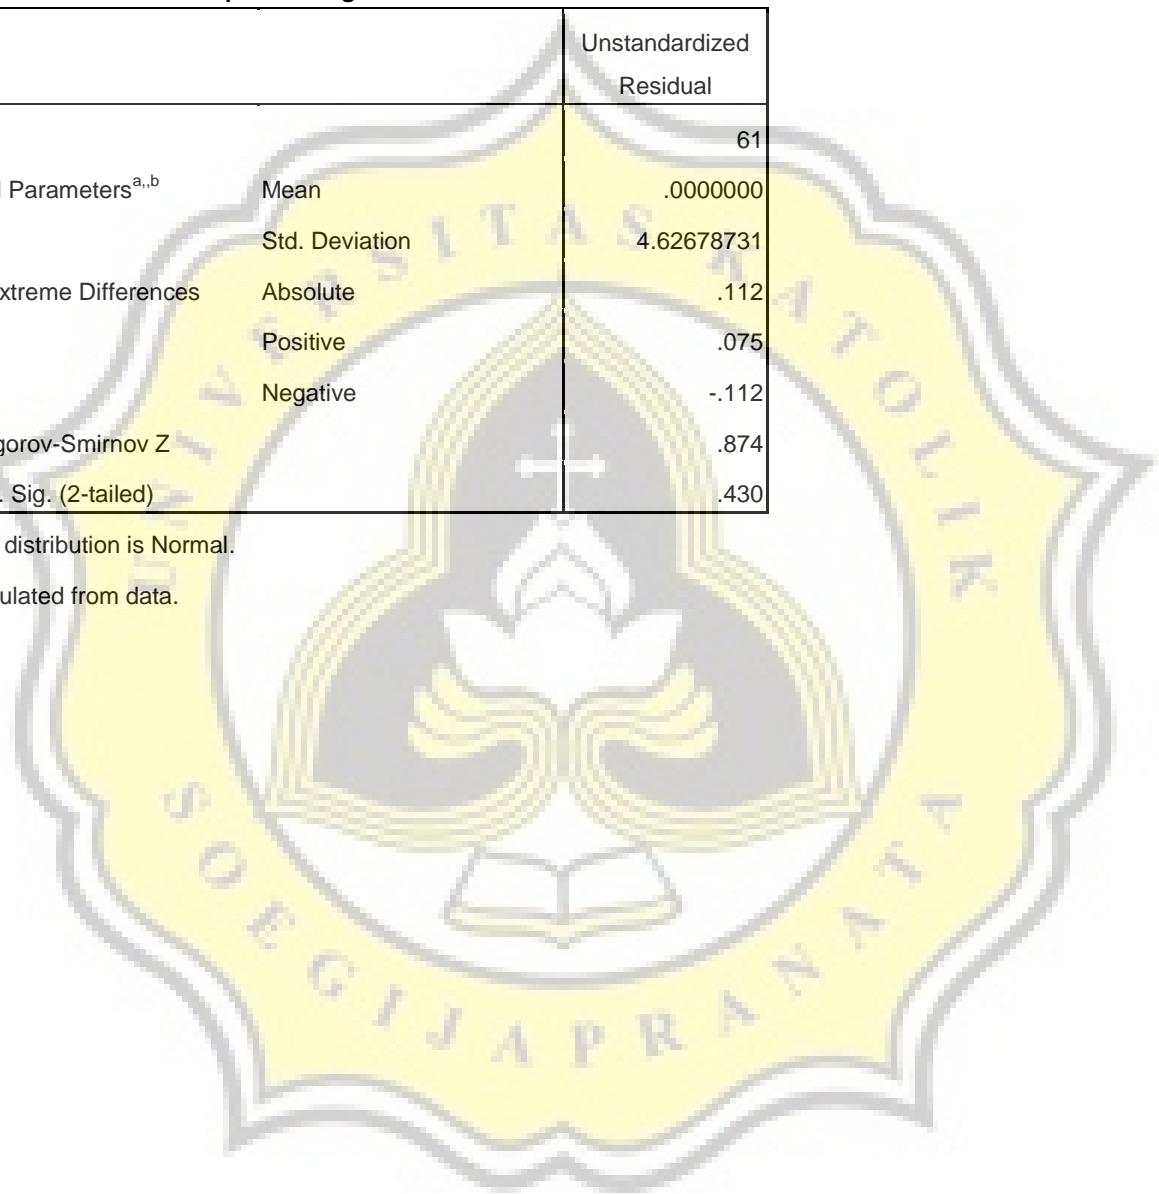 Unstandardized
Residual
61
Parameters^a,,b Mean .0000000
Std. Deviation 4.62678731
xtreme Differences Absolute .112
Positive .075
Negative -.112
gorov-Smirnov Z .874
. Sig. (2-tailed) .430
distribution is Normal.
ulated from data.
UNIVERSITAS KATOLIK
SOEGIJAPRANATA